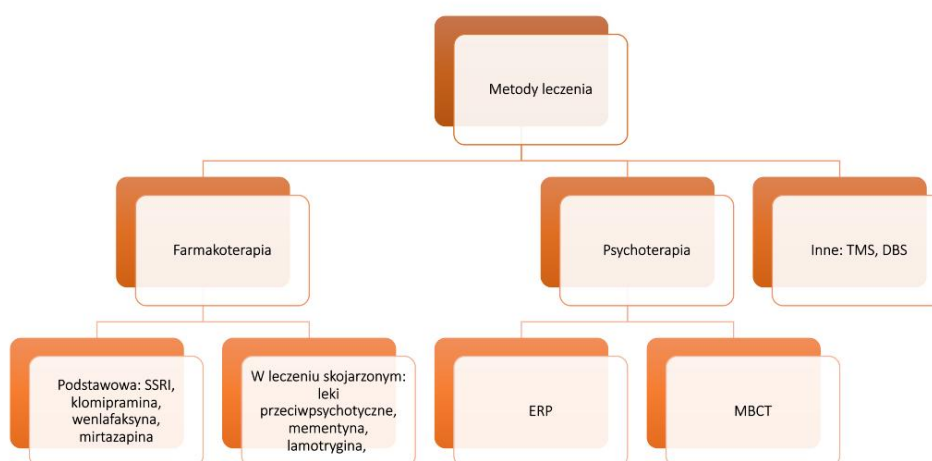 Metody leczenia
Farmakoterapia
Psychoterapia
Inne: TMS, DBS
Podstawowa: SSRI,
klomipramina,
wenlafaksyna,
mirtazapina
W leczeniu skojarzonym:
leki
przeciwpsychotyczne,
mementyna,
lamotrygina,
ERP
MBCT